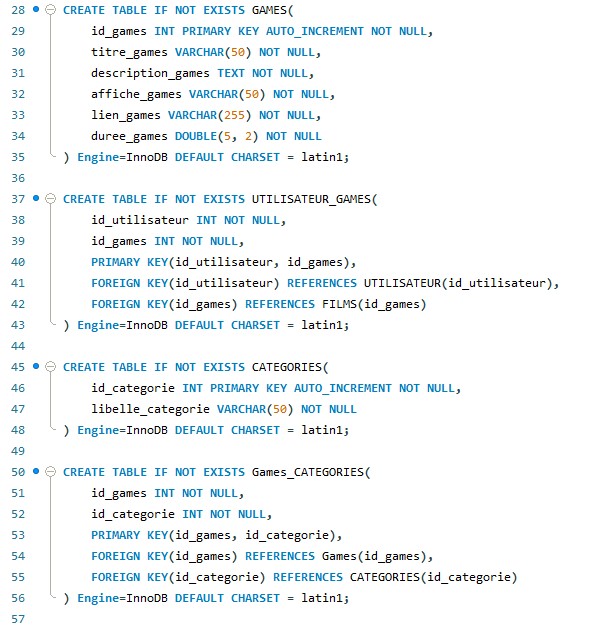 28 CREATE TABLE IF NOT EXISTS GAMES(
29 id_games INT PRIMARY KEY AUTO_INCREMENT NOT NULL,
30 titre_games VARCHAR(50) NOT NULL,
31 description_games TEXT NOT NULL,
32 affiche_games VARCHAR(50) NOT NULL,
33 lien_games VARCHAR(255) NOT NULL,
34 duree_games DOUBLE(5, 2) NOT NULL
35 ) Engine=InnoDB DEFAULT CHARSET = latin1;
36
37 CREATE TABLE IF NOT EXISTS UTILISATEUR_GAMES(
38 id_utilisateur INT NOT NULL,
39 id_games INT NOT NULL,
40 PRIMARY KEY(id_utilisateur, id_games),
41 FOREIGN KEY(id_utilisateur) REFERENCES UTILISATEUR(id_utilisateur),
42 FOREIGN KEY(id_games) REFERENCES FILMS(id_games)
43 ) Engine=InnoDB DEFAULT CHARSET = latin1;
44
45 CREATE TABLE IF NOT EXISTS CATEGORIES(
46 id_categorie INT PRIMARY KEY AUTO_INCREMENT NOT NULL,
47 libelle_categorie VARCHAR(50) NOT NULL
48 ) Engine=InnoDB DEFAULT CHARSET = latin1;
49
50 CREATE TABLE IF NOT EXISTS Games_CATEGORIES(
51 id_games INT NOT NULL,
52 id_categorie INT NOT NULL,
53 PRIMARY KEY(id_games, id_categorie),
54 FOREIGN KEY(id_games) REFERENCES Games(id_games),
55 FOREIGN KEY(id_categorie) REFERENCES CATEGORIES(id_categorie)
56 ) Engine=InnoDB DEFAULT CHARSET = latin1;
57